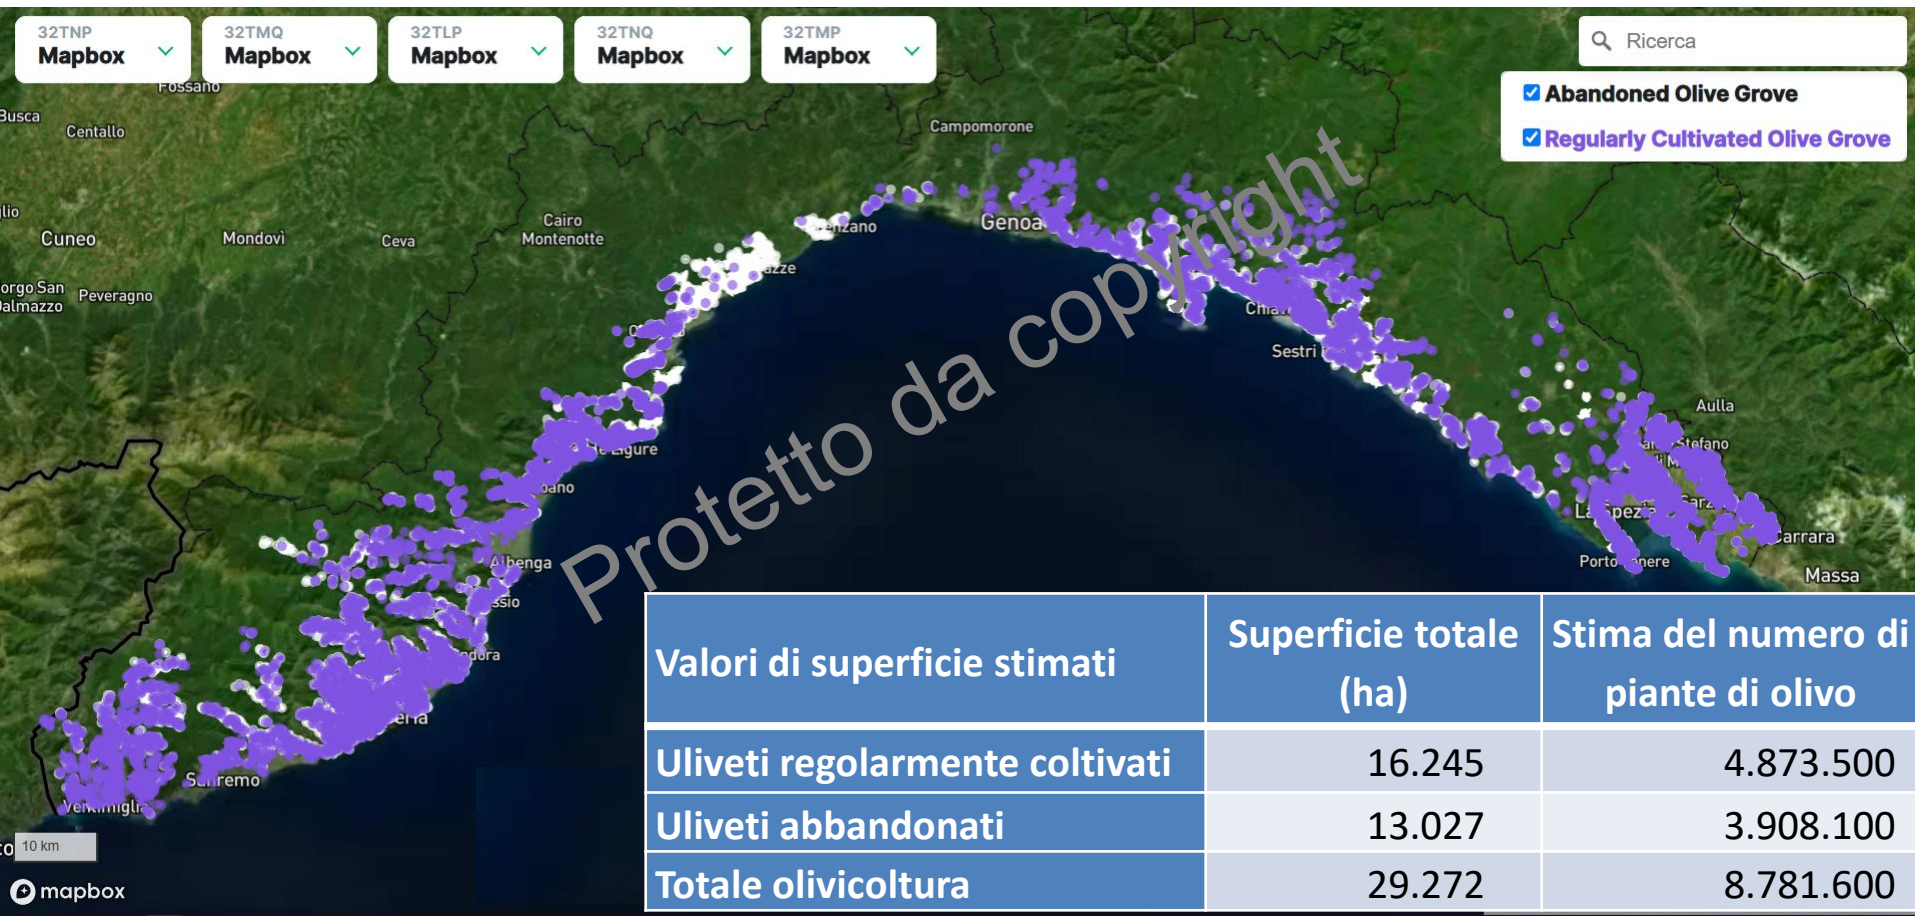 32TNP
Mapbox
32TMQ
Mapbox
32TLP
Mapbox
32TNQ
Mapbox
32TMP
Mapbox
Ricerca
Abandoned Olive Grove
Regularly Cultivated Olive Grove
Fossano
Busca
Centallo
Campomorone
Cuneo
Mondovì
Ceva
Cairo
Montenotte
Genoa
Peveragno
Sestri
Aulla
Albenga
La Spezia
Carrara
Massa
Sanremo
Ventimiglia
10 km
mapbox
Protetto da copyright
Valori di superficie stimati
Superficie totale
(ha)
Stima del numero di
piante di olivo
Uliveti regolarmente coltivati
16.245
4.873.500
Uliveti abbandonati
13.027
3.908.100
Totale olivicoltura
29.272
8.781.600